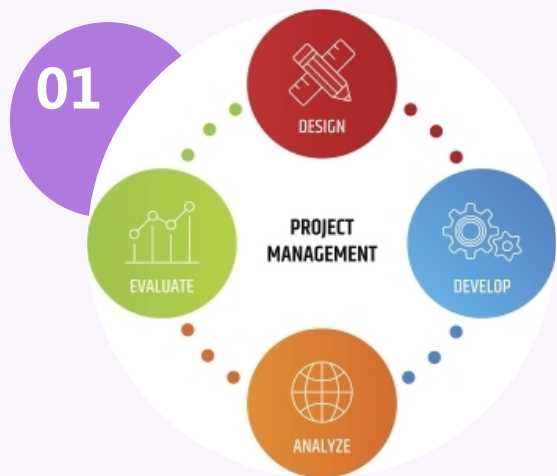 01
DESIGN
PROJECT
MANAGEMENT
EVALUATE
DEVELOP
ANALYZE